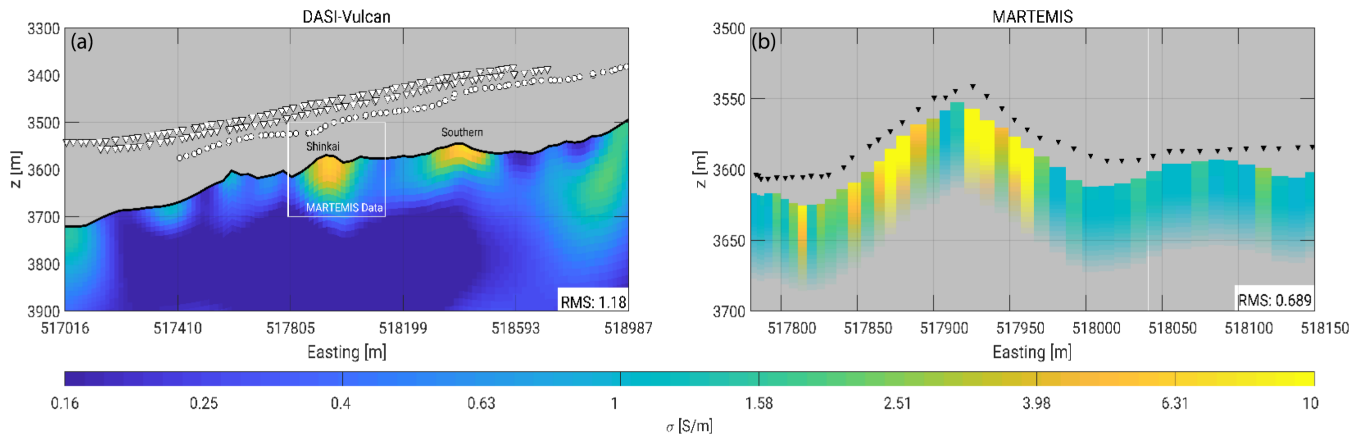 DASI-Vulcan
(a)
3300
3400
3500
3600
3700
3800
3900
z [m]
Shinkai
Southern
MARTEMIS Data
RMS: 1.18
517016 517410 517805 518199 518593 518987
Easting [m]
MARTEMIS
(b)
3500
3550
3600
3650
3700
z [m]
RMS: 0.689
517800 517850 517900 517950 518000 518050 518100 518150
Easting [m]
0.16 0.25 0.4 0.63 1 1.58 2.51 3.98 6.31 10
σ [S/m]